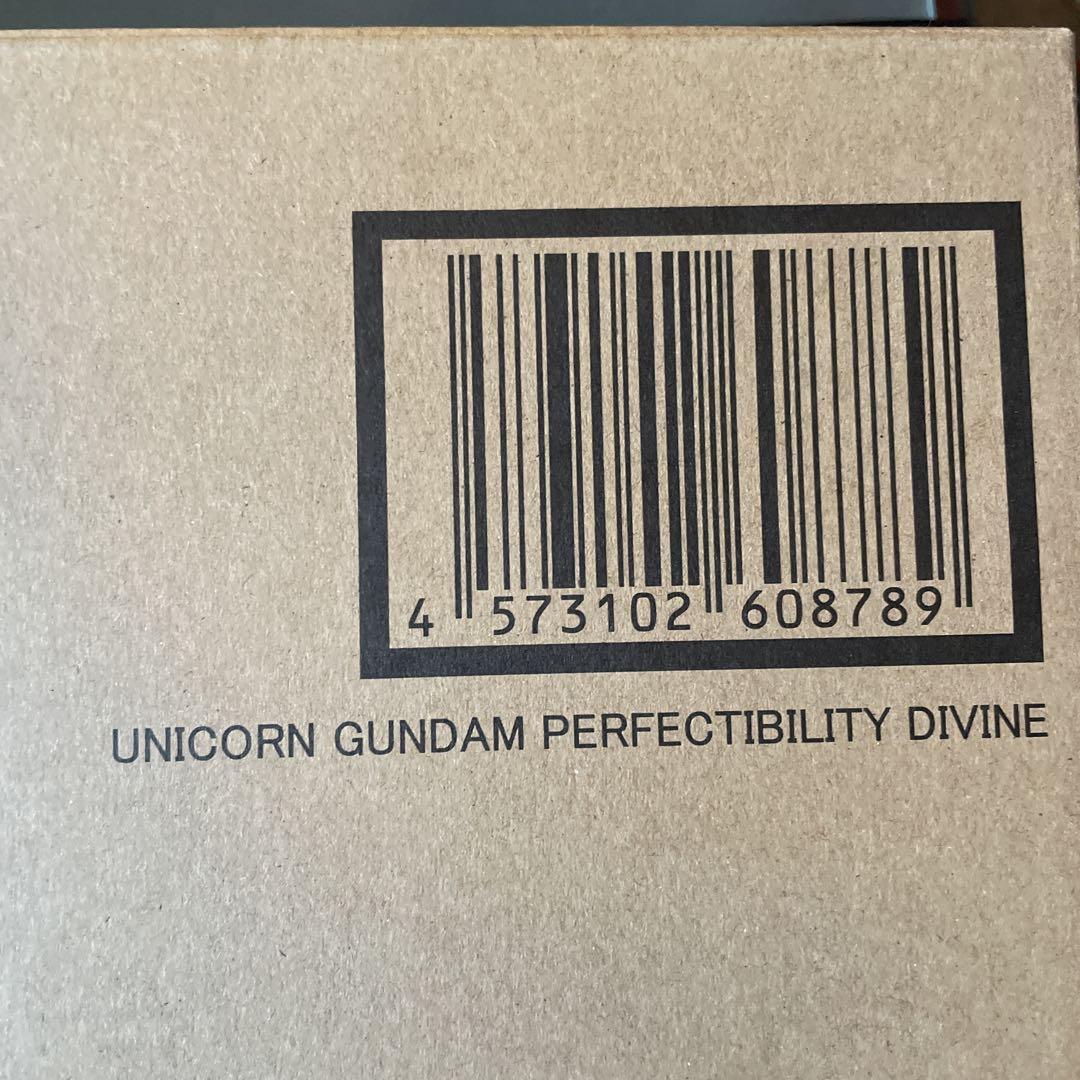 4 573102 608789
UNICORN GUNDAM PERFECTIBILITY DIVINE